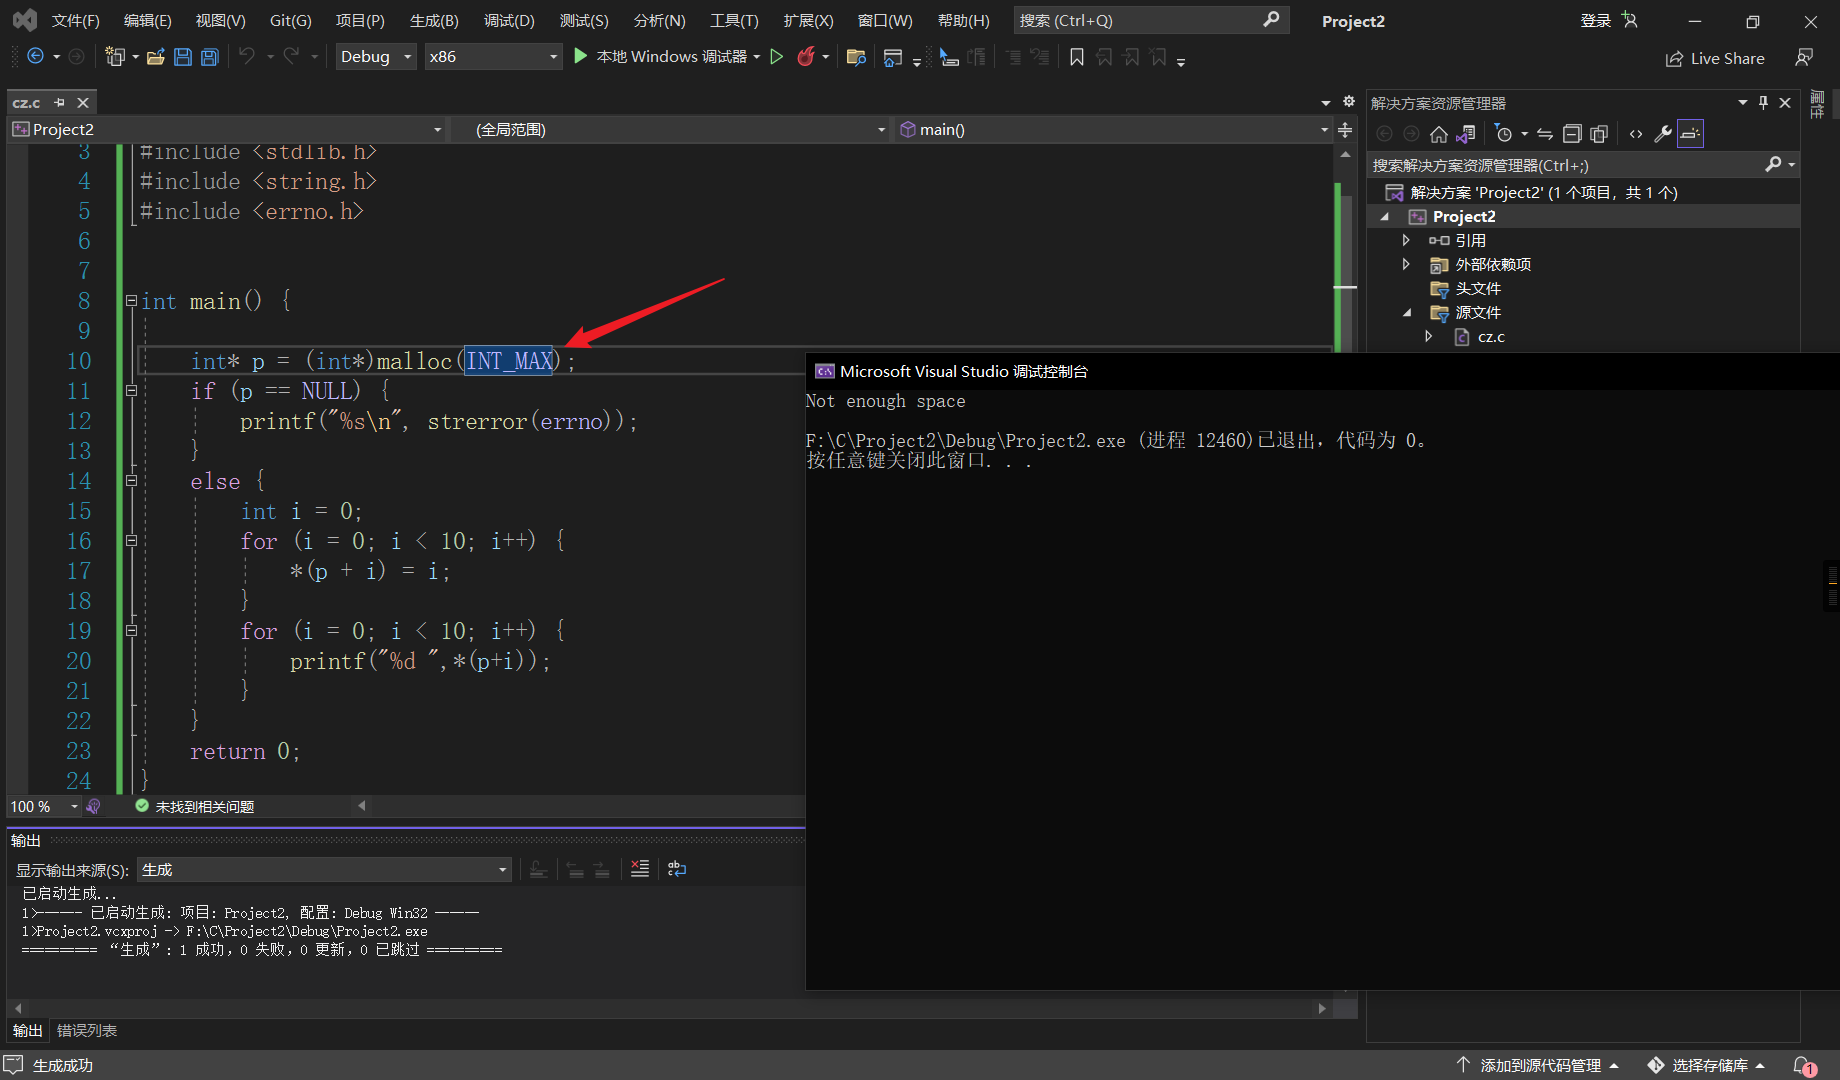 文件(F) 编辑(E) 视图(V) Git(G) 项目(P) 生成(B) 调试(D) 测试(S) 分析(N) 工具(T) 扩展(X) 窗口(W) 帮助(H) 搜索 (Ctrl+Q) Project2 登录
Debug x86 本地 Windows 调试器 Live Share
cz.c
Project2 (全局范围) main()
3 #include <stdlib.h>
4 #include <string.h>
5 #include <errno.h>
6
7
8 int main() {
9
10 int* p = (int*)malloc(INT_MAX);
11 if (p == NULL) {
12 printf("%s\n", strerror(errno));
13 }
14 else {
15 int i = 0;
16 for (i = 0; i < 10; i++) {
17 *(p + i) = i;
18 }
19 for (i = 0; i < 10; i++) {
20 printf("%d ",*(p+i));
21 }
22 }
23 return 0;
24 }
100 % 未找到相关问题
输出
显示输出来源(S): 生成
已启动生成...
1>------ 已启动生成: 项目: Project2, 配置: Debug Win32 ------
1>Project2.vcxproj -> F:\C\Project2\Debug\Project2.exe
========== “生成”: 1 成功，0 失败，0 更新，0 已跳过 ==========
输出 错误列表
生成成功
解决方案资源管理器
搜索解决方案资源管理器(Ctrl+;)
解决方案 'Project2' (1 个项目，共 1 个)
Project2
引用
外部依赖项
头文件
源文件
cz.c
属性
Microsoft Visual Studio 调试控制台
Not enough space
F:\C\Project2\Debug\Project2.exe (进程 12460)已退出，代码为 0。
按任意键关闭此窗口. . .
添加到源代码管理 选择存储库 1